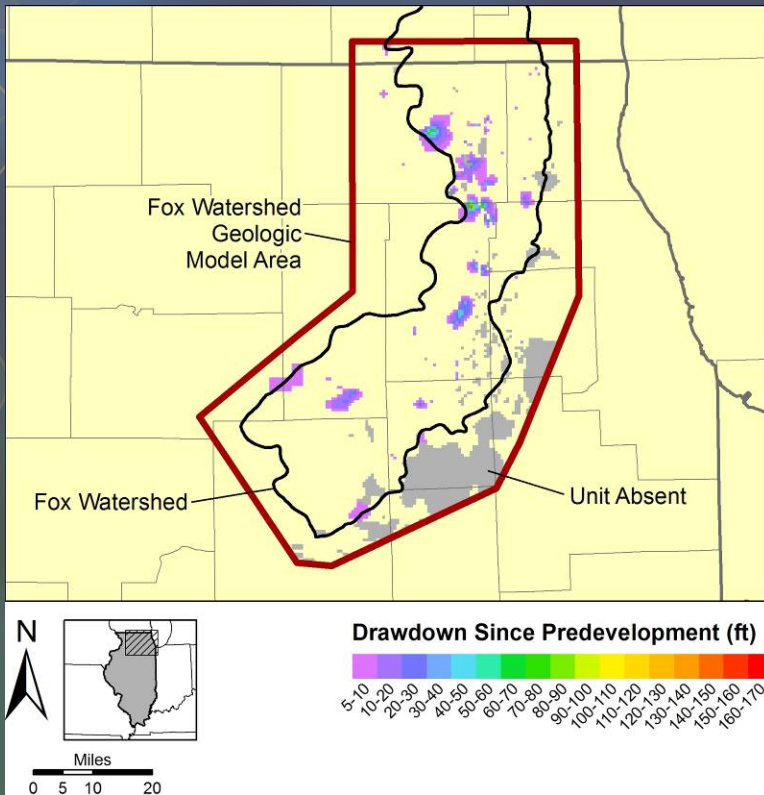 Fox Watershed
Geologic
Model Area
Fox Watershed
Unit Absent
N
Miles
0 5 10 20
Drawdown Since Predevelopment (ft)
5-10
10-20
20-30
30-40
40-50
50-60
60-70
70-80
80-90
90-100
100-110
110-120
120-130
130-140
140-150
150-160
160-170